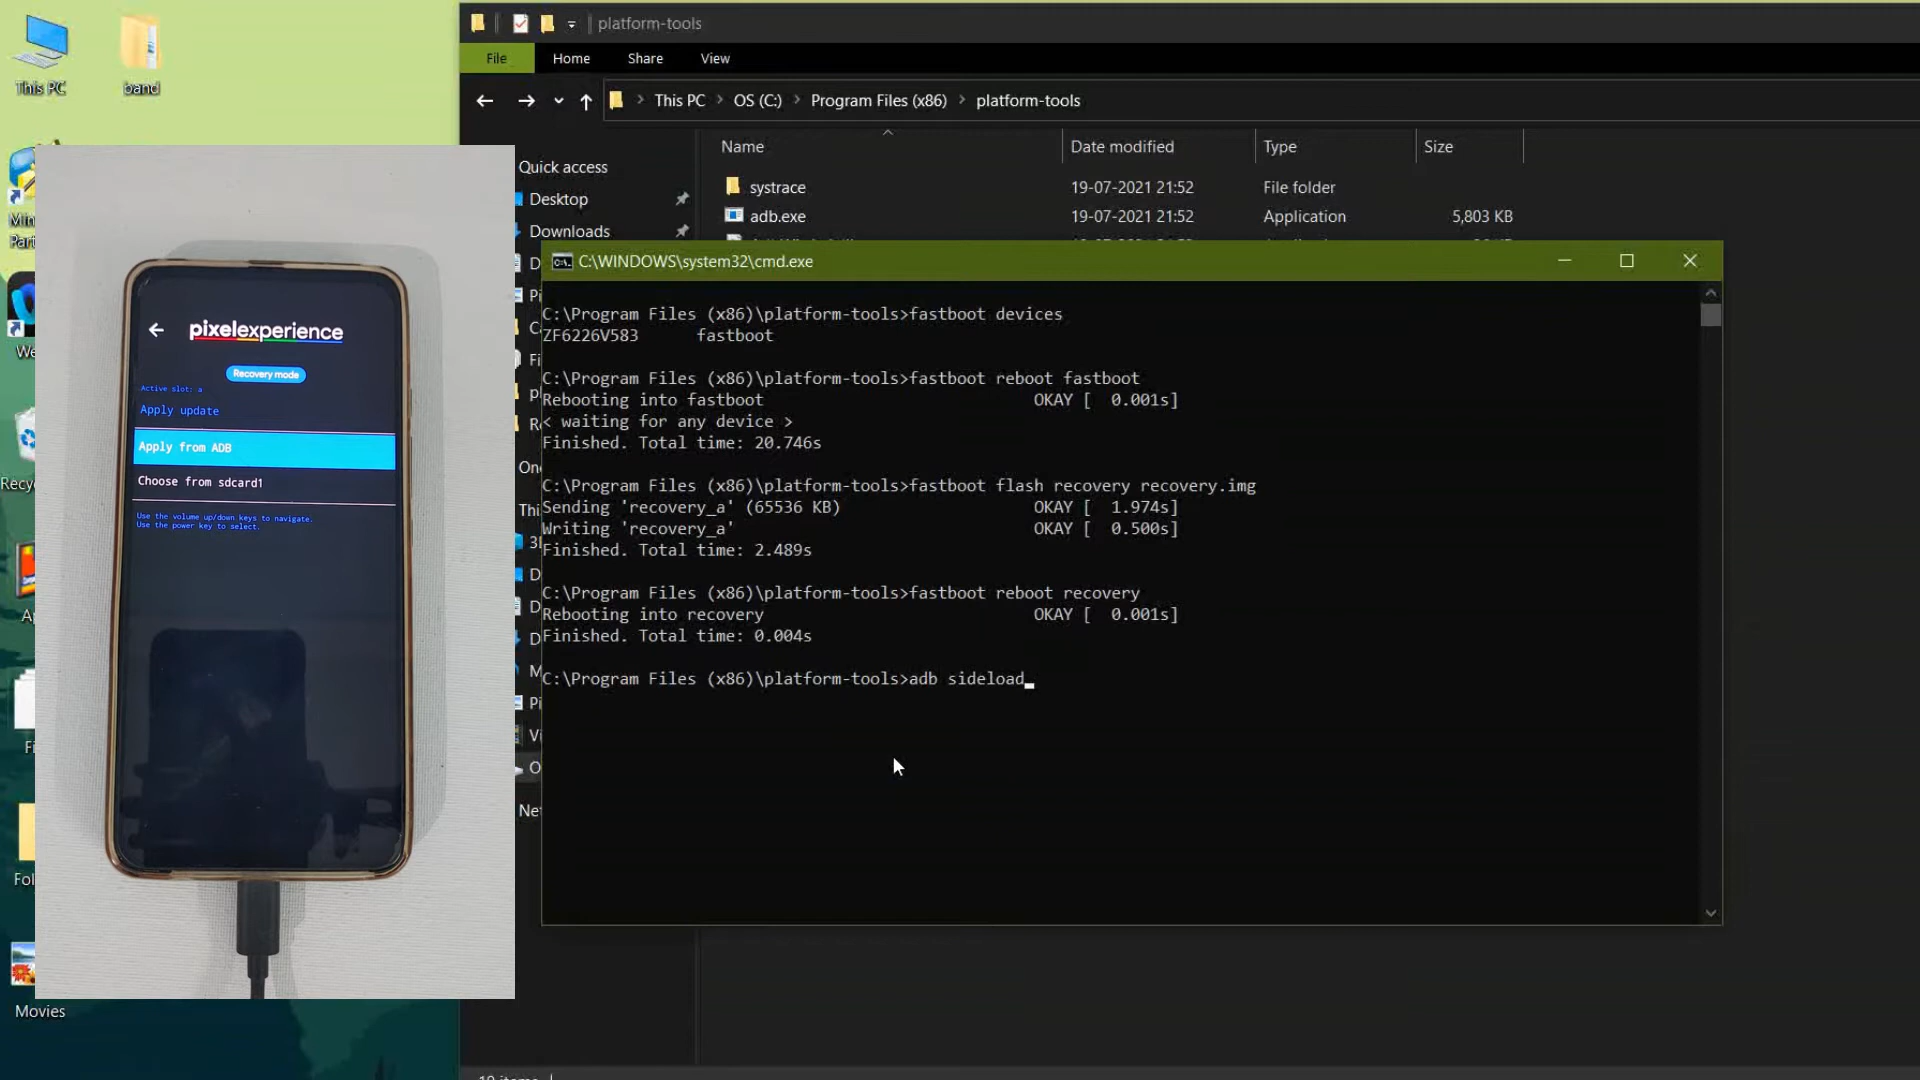 platform-tools
File
Home
Share
View
This PC
OS (C:)
Program Files (x86)
platform-tools
Name
Date modified
Type
Size
Quick access
Desktop
Downloads
systrace
19-07-2021 21:52
File folder
adb.exe
19-07-2021 21:52
Application
5,803 KB
This PC
band
Movies
pixelexperience
Recovery mode
Active slot: a
Apply update
Apply from ADB
Choose from sdcard1
Use the volume up/down keys to navigate.
Use the power key to select.
C:\WINDOWS\system32\cmd.exe
C:\Program Files (x86)\platform-tools>fastboot devices
ZF6226V583 fastboot
C:\Program Files (x86)\platform-tools>fastboot reboot fastboot
Rebooting into fastboot OKAY [ 0.001s]
< waiting for any device >
Finished. Total time: 20.746s
C:\Program Files (x86)\platform-tools>fastboot flash recovery recovery.img
Sending 'recovery_a' (65536 KB) OKAY [ 1.974s]
Writing 'recovery_a' OKAY [ 0.500s]
Finished. Total time: 2.489s
C:\Program Files (x86)\platform-tools>fastboot reboot recovery
Rebooting into recovery OKAY [ 0.001s]
Finished. Total time: 0.004s
C:\Program Files (x86)\platform-tools>adb sideload